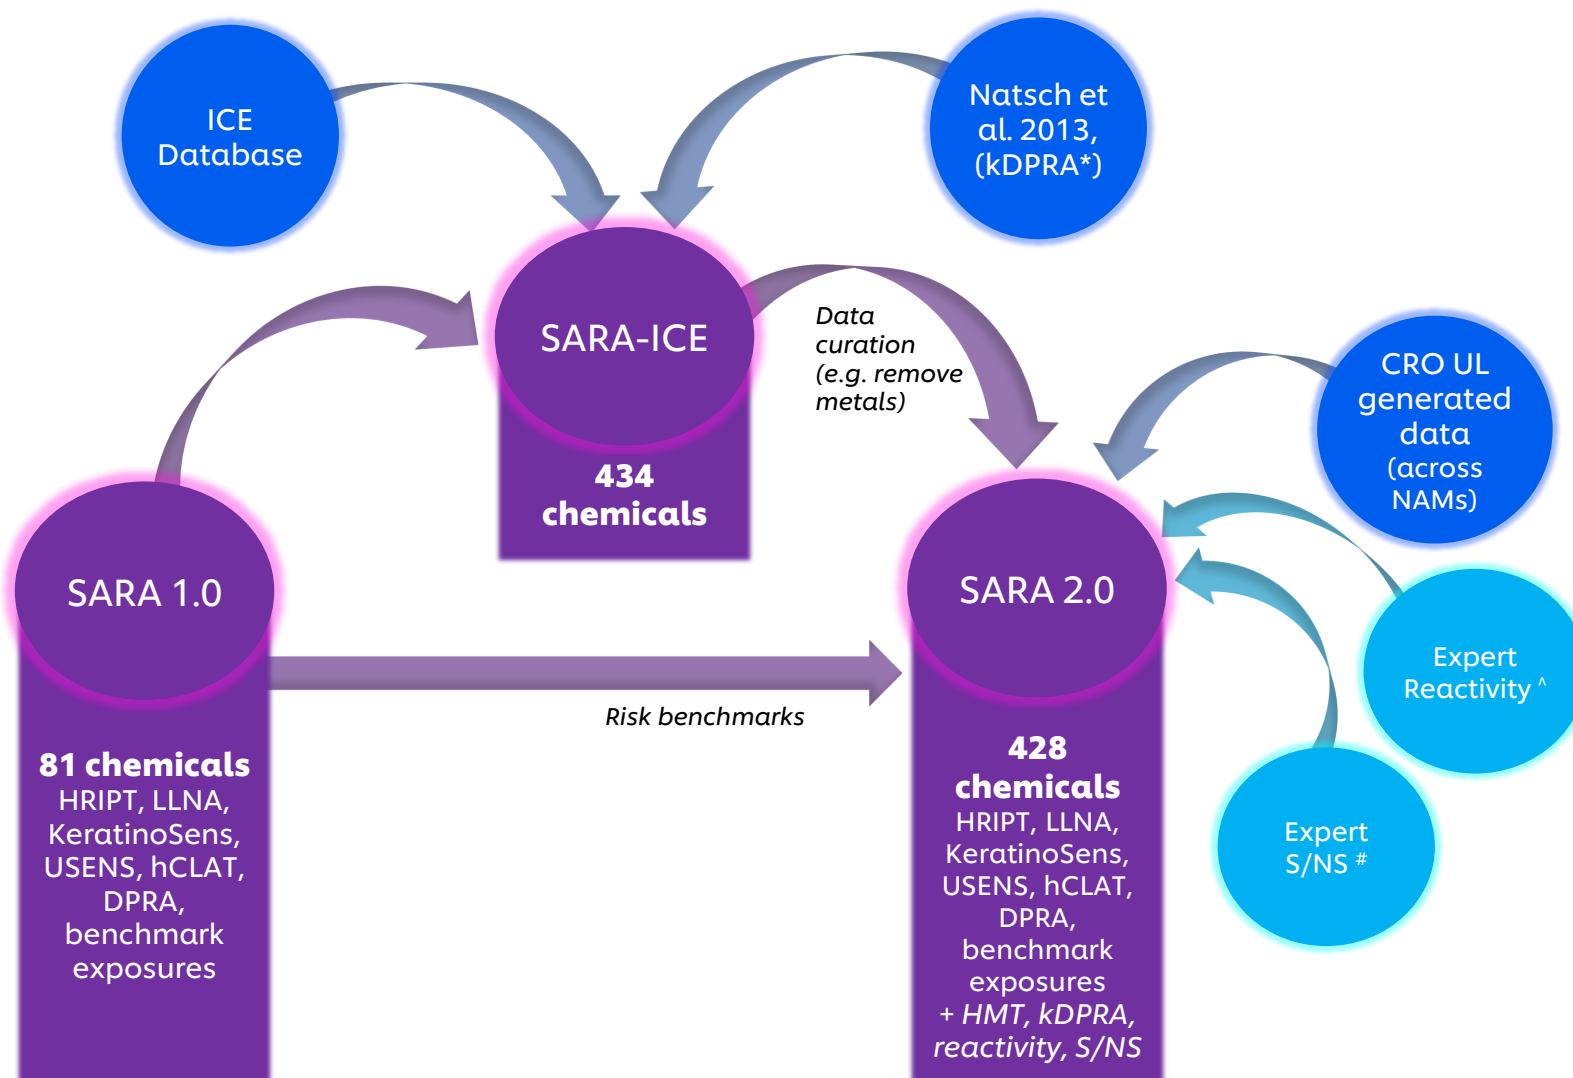 ICE
Database
Natsch et
al. 2013,
(kDPRA*)
SARA-ICE
434
chemicals
Data
curation
(e.g. remove
metals)
CRO UL
generated
data
(across
NAMs)
SARA 1.0
81 chemicals
HRIPT, LLNA,
KeratinoSens,
USENS, hCLAT,
DPRA,
benchmark
exposures
Risk benchmarks
SARA 2.0
428
chemicals
HRIPT, LLNA,
KeratinoSens,
USENS, hCLAT,
DPRA,
benchmark
exposures
+ HMT, kDPRA,
reactivity, S/NS
Expert
Reactivity ^
Expert
S/NS #